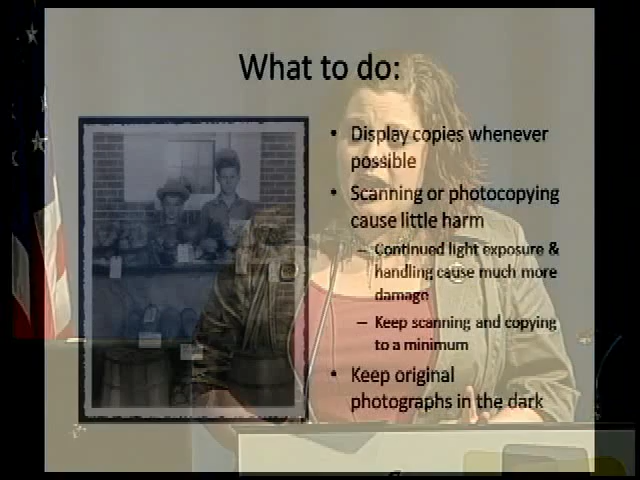 What to do:
• Display copies whenever
possible
• Scanning or photocopying
cause little harm
– Continued light exposure &
handling cause much more
damage
– Keep scanning and copying
to a minimum
• Keep original
photographs in the dark